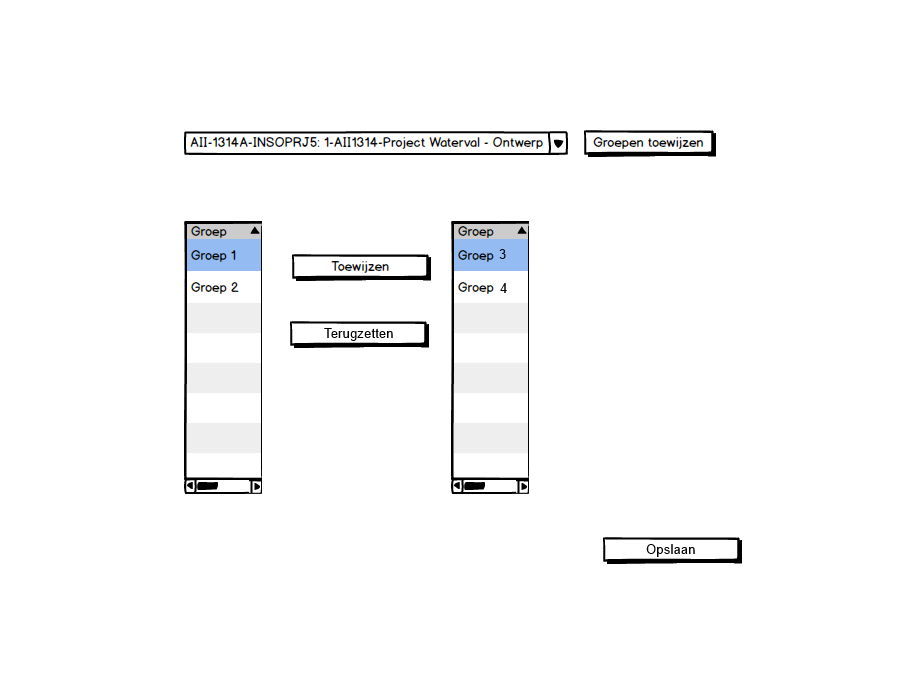 AII-1314A-INSOPRJ5: 1-AII1314-Project Waterval - Ontwerp
Groepen toewijzen
Groep
Groep 1
Groep 2
Toewijzen
Terugzetten
Groep
Groep 3
Groep 4
Opslaan